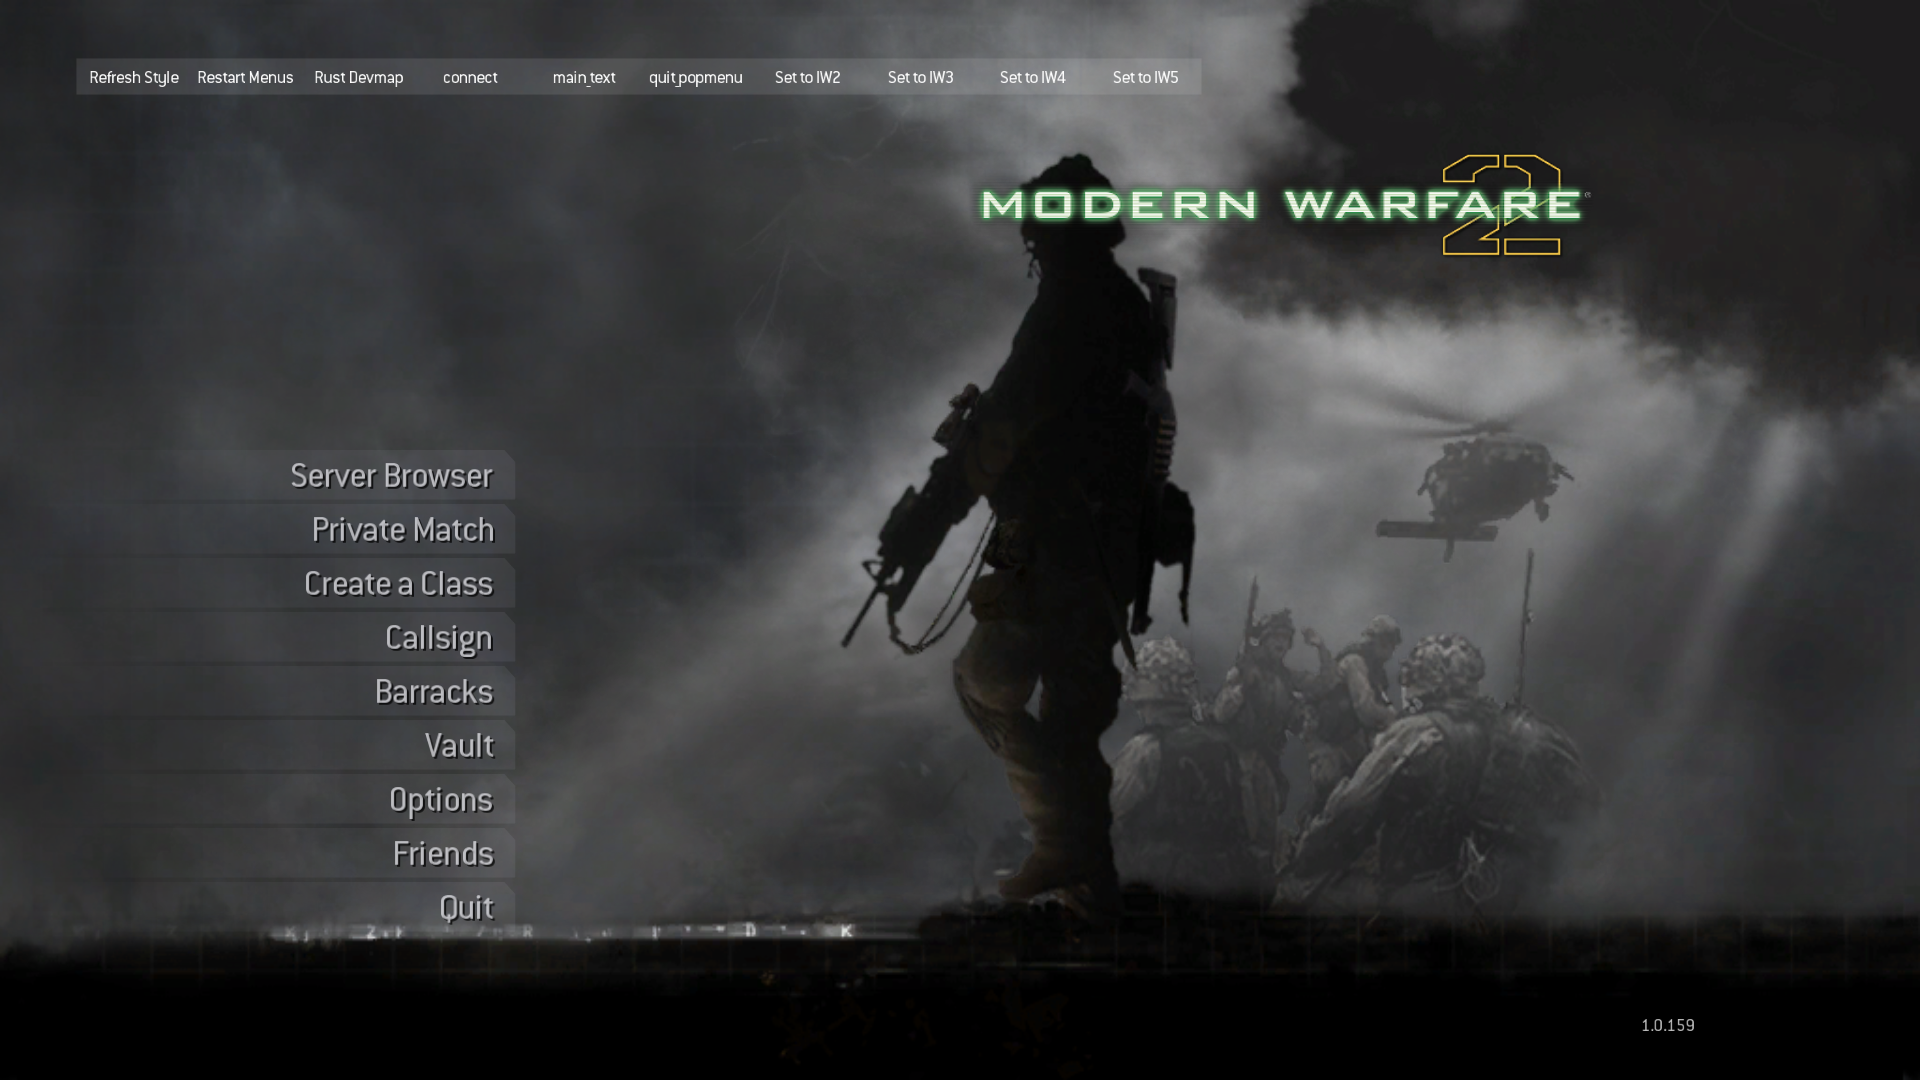 Refresh Style Restart Menus Rust Devmap connect main_text quit_popmenu Set to IW2 Set to IW3 Set to IW4 Set to IW5
MODERN WARFARE 2®
Server Browser
Private Match
Create a Class
Callsign
Barracks
Vault
Options
Friends
Quit
1.0.159